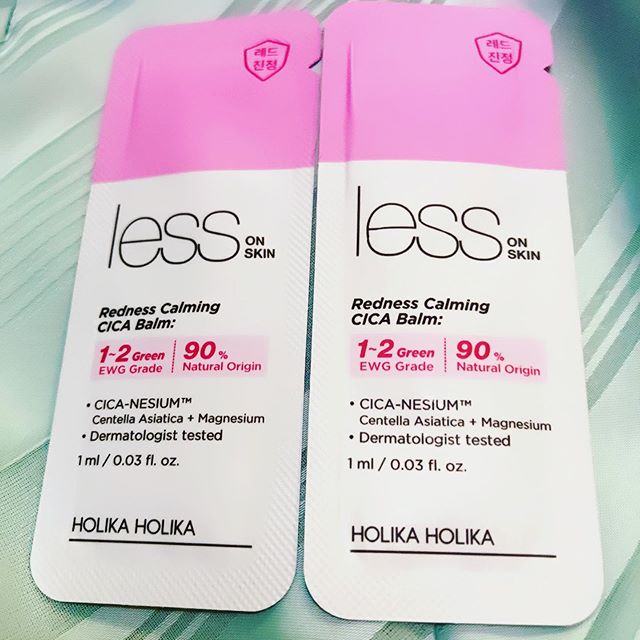 레드
진정
less ON
SKIN
Redness Calming
CICA Balm:
1~2 Green
EWG Grade
90%
Natural Origin
• CICA-NESIUM™
Centella Asiatica + Magnesium
• Dermatologist tested
1 ml / 0.03 fl. oz.
HOLIKA HOLIKA
레드
진정
less ON
SKIN
Redness Calming
CICA Balm:
1~2 Green
EWG Grade
90%
Natural Origin
• CICA-NESIUM™
Centella Asiatica + Magnesium
• Dermatologist tested
1 ml / 0.03 fl. oz.
HOLIKA HOLIKA